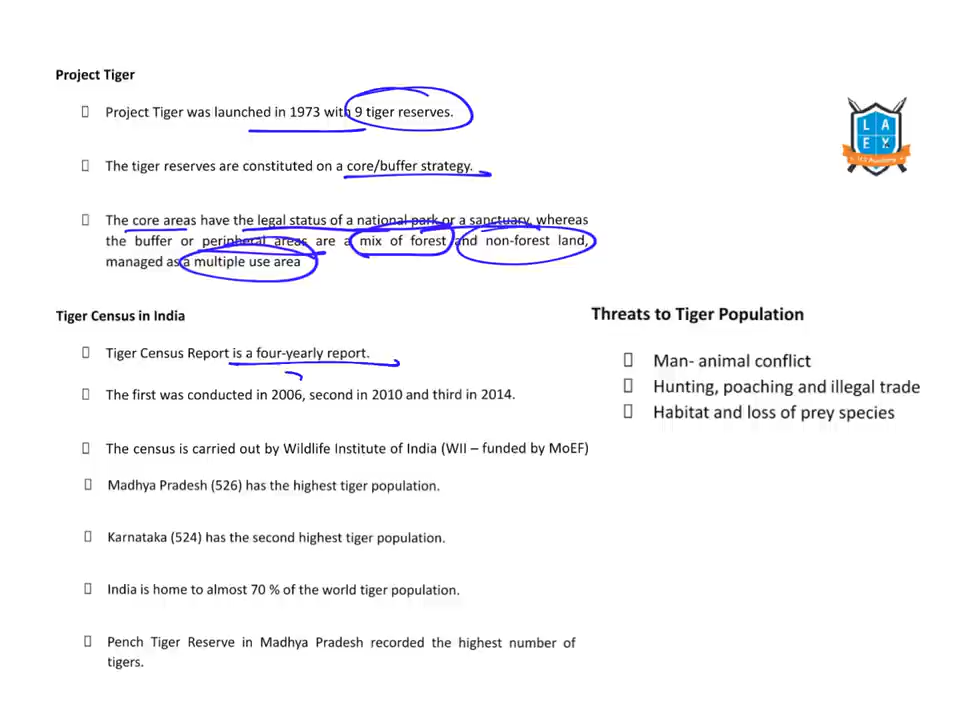 Project Tiger
Project Tiger was launched in 1973 with 9 tiger reserves.
The tiger reserves are constituted on a core/buffer strategy.
The core areas have the legal status of a national park or a sanctuary, whereas
the buffer or peripheral areas are a mix of forest and non-forest land,
managed as a multiple use area
Tiger Census in India
Tiger Census Report is a four-yearly report.
The first was conducted in 2006, second in 2010 and third in 2014.
The census is carried out by Wildlife Institute of India (WII – funded by MoEF)
Madhya Pradesh (526) has the highest tiger population.
Karnataka (524) has the second highest tiger population.
India is home to almost 70 % of the world tiger population.
Pench Tiger Reserve in Madhya Pradesh recorded the highest number of
tigers.
Threats to Tiger Population
Man- animal conflict
Hunting, poaching and illegal trade
Habitat and loss of prey species
L A
E X